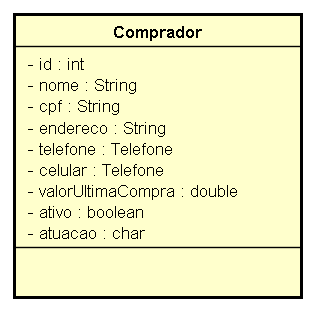 Comprador
- id : int
- nome : String
- cpf : String
- endereco : String
- telefone : Telefone
- celular : Telefone
- valorUltimaCompra : double
- ativo : boolean
- atuacao : char